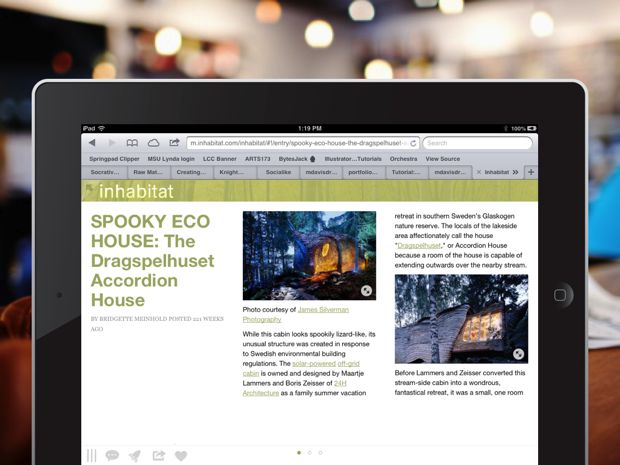 iPad
1:19 PM
100%
m.inhabitat.com/inhabitat/#!/entry/spooky-eco-house-the-dragspelhuset
Search
Springpad Clipper MSU Lynda login LCC Banner ARTS173 BytesJack Illustrator…Tutorials Orchestra View Source
Socrativ… Raw Mat… Creating… Knight… Socialike mdavisdr… portfolio… Tutorial:… mdavisdr… Inhabitat
inhabitat
SPOOKY ECO
HOUSE: The
Dragspelhuset
Accordion
House
BY BRIDGETTE MEINHOLD POSTED 221 WEEKS
AGO
Photo courtesy of James Silverman
Photography
While this cabin looks spookily lizard-like, its
unusual structure was created in response
to Swedish environmental building
regulations. The solar-powered off-grid
cabin is owned and designed by Maartje
Lammers and Boris Zeisser of 24H
Architecture as a family summer vacation
retreat in southern Sweden's Glaskogen
nature reserve. The locals of the lakeside
area affectionately call the house
"Dragspelhuset," or Accordion House
because a room of the house is capable of
extending outwards over the nearby stream.
Before Lammers and Zeisser converted this
stream-side cabin into a wondrous,
fantastical retreat, it was a small, one room